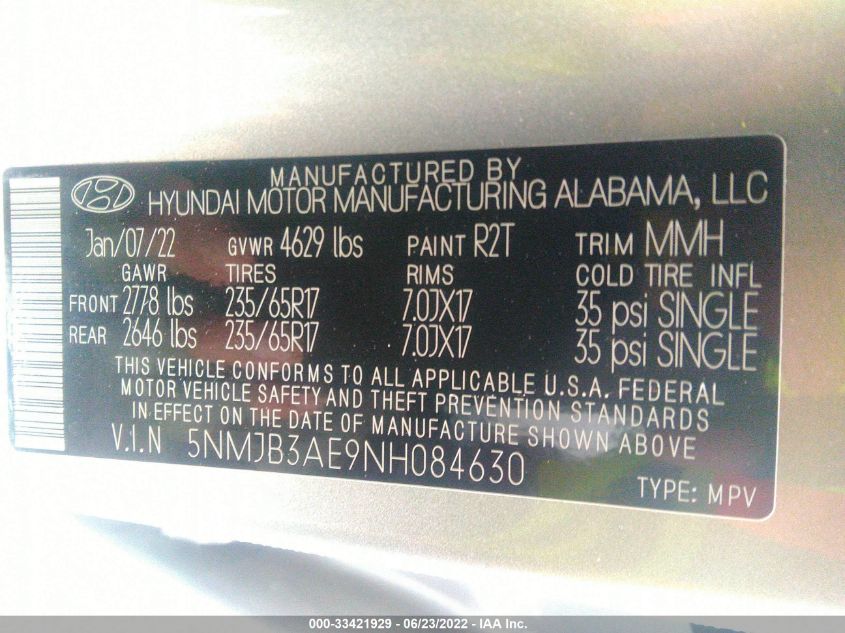 MANUFACTURED BY
HYUNDAI MOTOR MANUFACTURING ALABAMA, LLC
Jan/07/22 GVWR 4629 lbs PAINT R2T TRIM MMH
GAWR TIRES RIMS COLD TIRE INFL
FRONT 2778 lbs 235/65R17 7.0JX17 35 psi SINGLE
REAR 2646 lbs 235/65R17 7.0JX17 35 psi SINGLE
THIS VEHICLE CONFORMS TO ALL APPLICABLE U.S.A. FEDERAL
MOTOR VEHICLE SAFETY AND THEFT PREVENTION STANDARDS
IN EFFECT ON THE DATE OF MANUFACTURE SHOWN ABOVE
V.I.N 5NMJB3AE9NH084630
TYPE: MPV
000-33421929 - 06/23/2022 - IAA Inc.